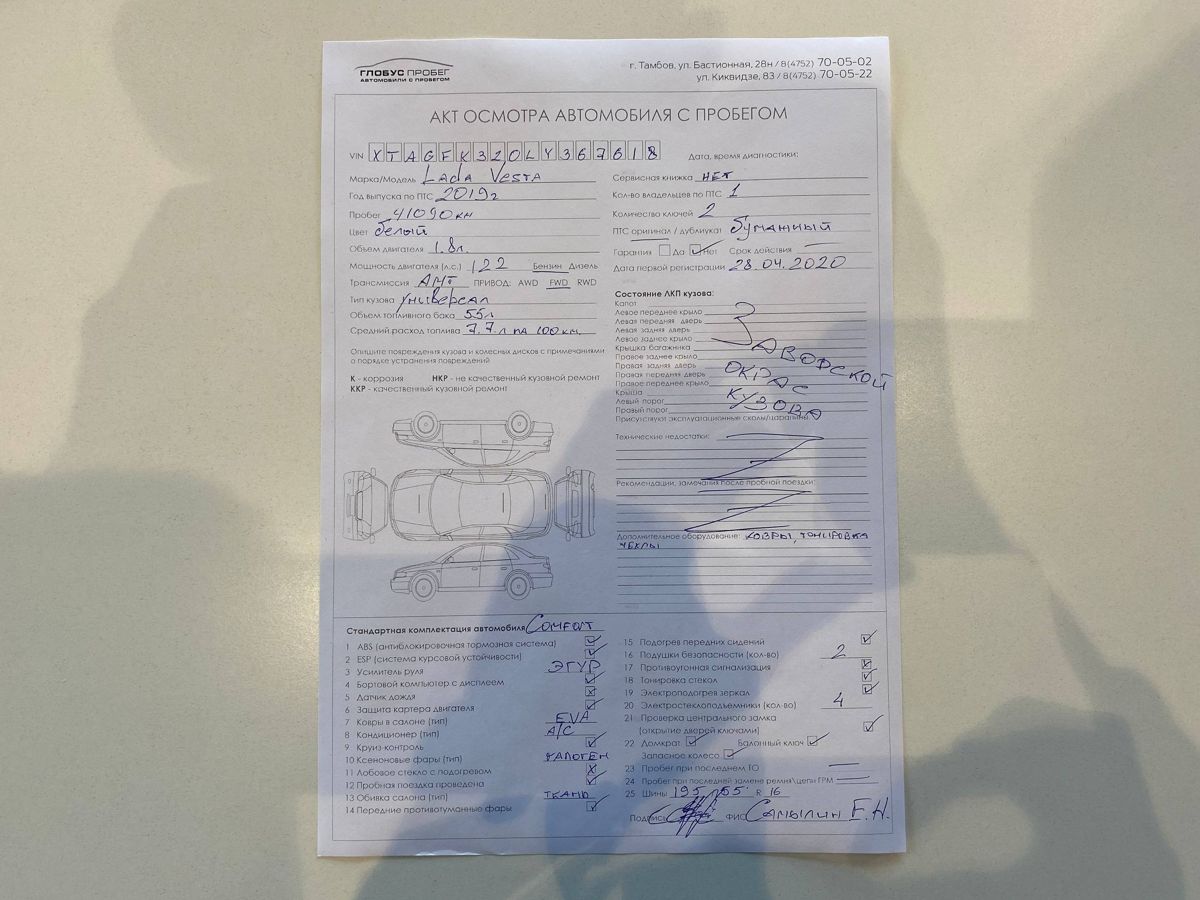 ГЛОБУС ПРОБЕГ
АВТОМОБИЛИ С ПРОБЕГОМ
г. Тамбов, ул. Бастионная, 28н / 8(4752) 70-05-02
ул. Киквидзе, 83 / 8(4752) 70-05-22
АКТ ОСМОТРА АВТОМОБИЛЯ С ПРОБЕГОМ
VIN XTAGFK320LY367618
Дата, время диагностики:
Марка/Модель Lada Vesta
Год выпуска по ПТС 2019г
Пробег 41090 км
Цвет белый
Объем двигателя 1.8л.
Мощность двигателя (л.с.) 122 Бензин Дизель
Трансмиссия АМТ ПРИВОД: AWD FWD RWD
Тип кузова Универсал
Объем топливного бака 55л
Средний расход топлива 7.7 л на 100 км.
Опишите повреждения кузова и колесных дисков с примечаниями
о порядке устранения повреждений
К - коррозия НКР - не качественный кузовной ремонт
ККР - качественный кузовной ремонт
Сервисная книжка НЕТ
Кол-во владельцев по ПТС 1
Количество ключей 2
ПТС оригинал / дубликат бумажный
Гарантия Да Нет Срок действия
Дата первой регистрации 28.04.2020
Состояние ЛКП кузова:
Капот
Левое переднее крыло
Левая передняя дверь
Левая задняя дверь
Левое заднее крыло
Крышка багажника
Правое заднее крыло
Правая задняя дверь
Правая передняя дверь
Правое переднее крыло
Крыша
Левый порог
Правый порог
ЗАВОДСКОЙ
ОКРАС
КУЗОВА
Присутствуют эксплуатационные сколы/царапины
Технические недостатки:
Рекомендации, замечания после пробной поездки:
Дополнительное оборудование: КОВРЫ, ТОНИРОВКА
ЧЕХЛЫ
Стандартная комплектация автомобиля Comfort
1 ABS (антиблокировочная тормозная система)
2 ESP (система курсовой устойчивости)
3 Усилитель руля ЭГУР
4 Бортовой компьютер с дисплеем
5 Датчик дождя
6 Защита картера двигателя
7 Ковры в салоне (тип) EVA
8 Кондиционер (тип) A/C
9 Круиз-контроль
10 Ксеноновые фары (тип) ГАЛОГЕН
11 Лобовое стекло с подогревом
12 Пробная поездка проведена
13 Обивка салона (тип) ТКАНЬ
14 Передние противотуманные фары
15 Подогрев передних сидений
16 Подушки безопасности (кол-во) 2
17 Противоугонная сигнализация
18 Тонировка стекол
19 Электроподогрев зеркал
20 Электростеклоподъемники (кол-во) 4
21 Проверка центрального замка
(открытие дверей ключами)
22 Домкрат Балонный ключ
Запасное колесо
23 Пробег при последнем ТО
24 Пробег при последней замене ремня\цепи ГРМ
25 Шины 195/55 R 16
Подпись ФИО Самылин Е.Н.